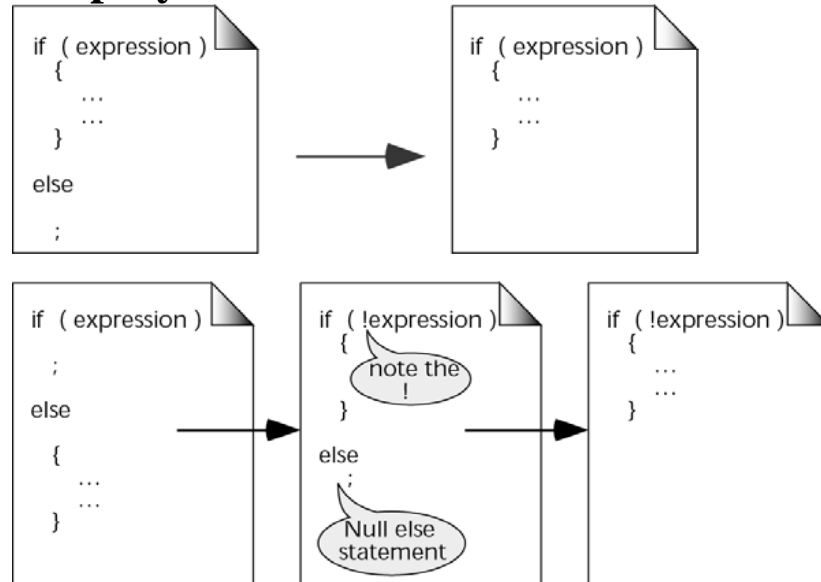 if ( expression )
{
...
...
}
else
;
if ( expression )
{
...
...
}
if ( expression )
;
else
{
...
...
}
if ( !expression )
{
note the
!
}
else
;
Null else
statement
if ( !expression )
{
...
...
}